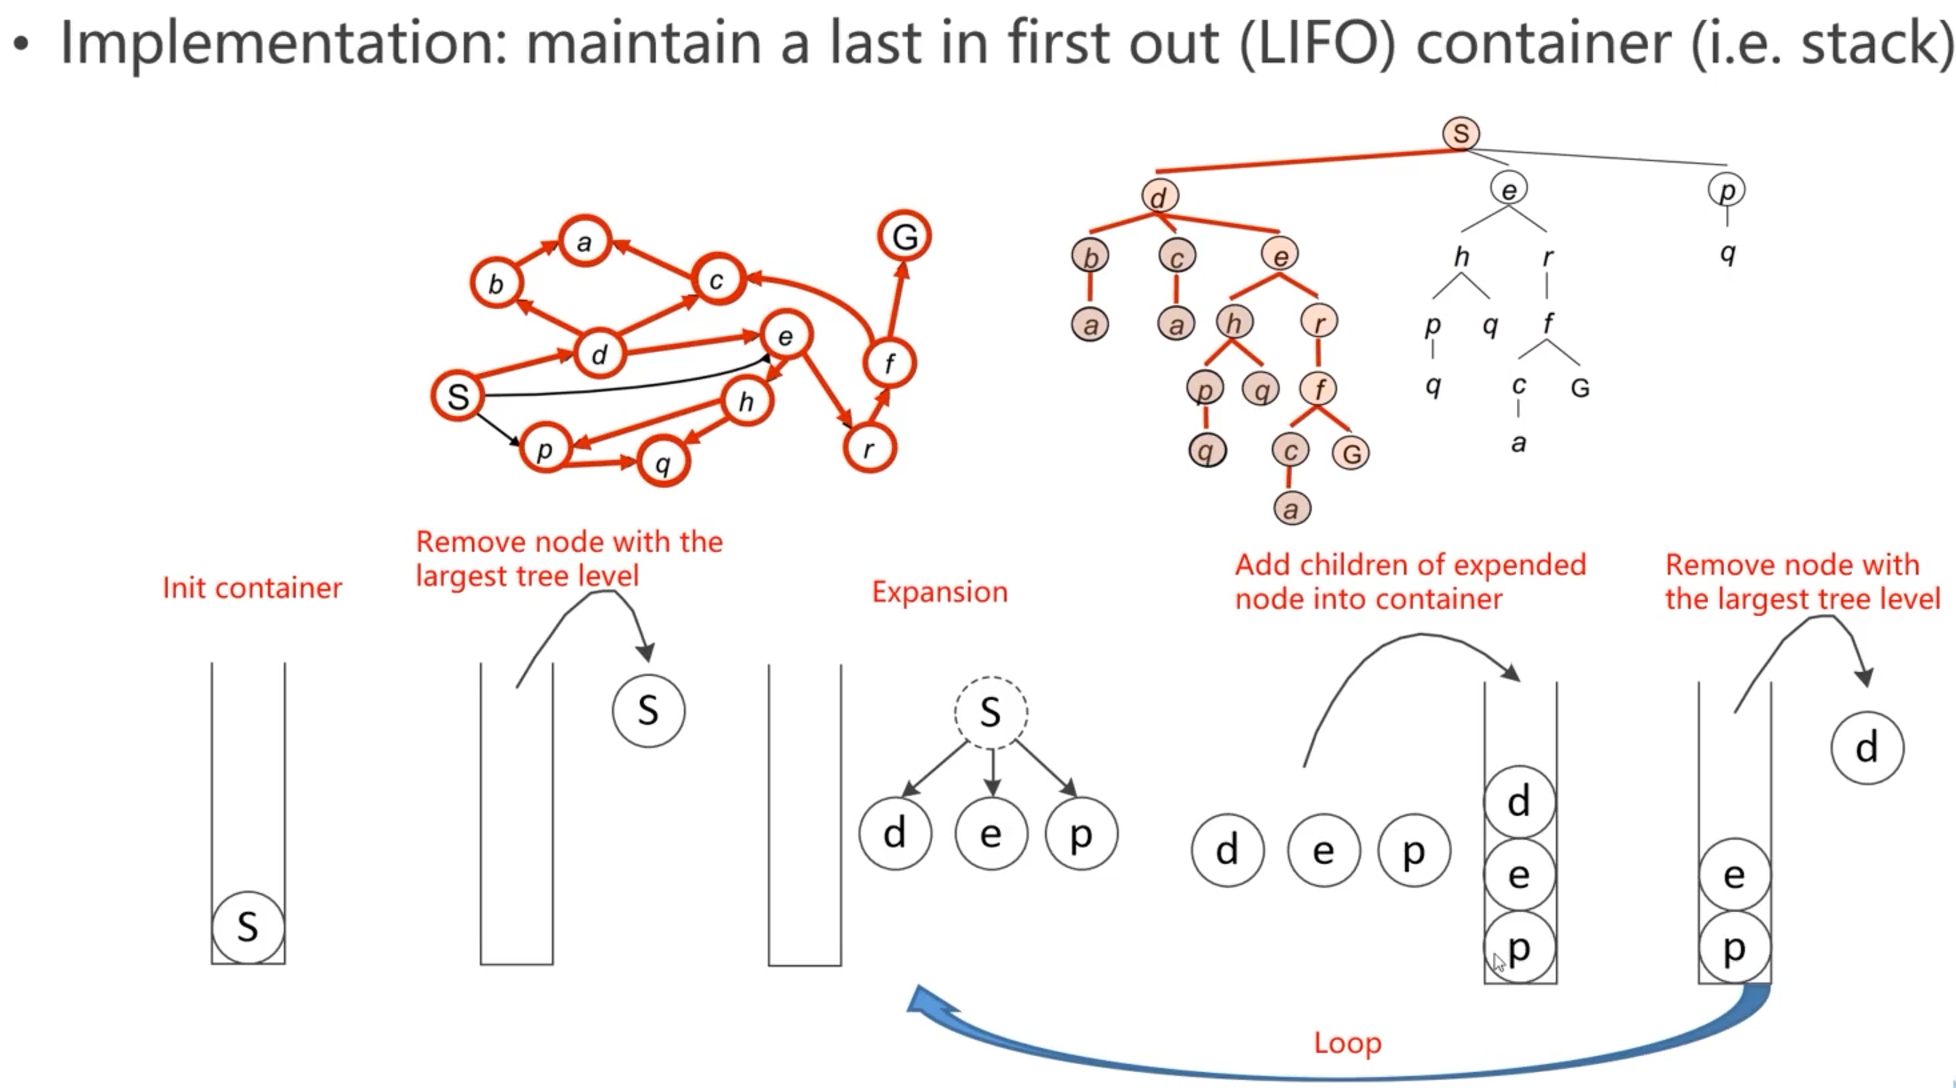 • Implementation: maintain a last in first out (LIFO) container (i.e. stack)
a
G
b
c
d
e
f
S
h
p
q
r
S
d
e
p
b
c
e
h
r
q
a
a
h
r
p
q
f
p
q
f
q
c
G
q
c
G
a
a
Remove node with the
largest tree level
Init container
Expansion
Add children of expended
node into container
Remove node with
the largest tree level
S
S
S
d
e
p
d
e
p
d
e
p
d
e
p
Loop